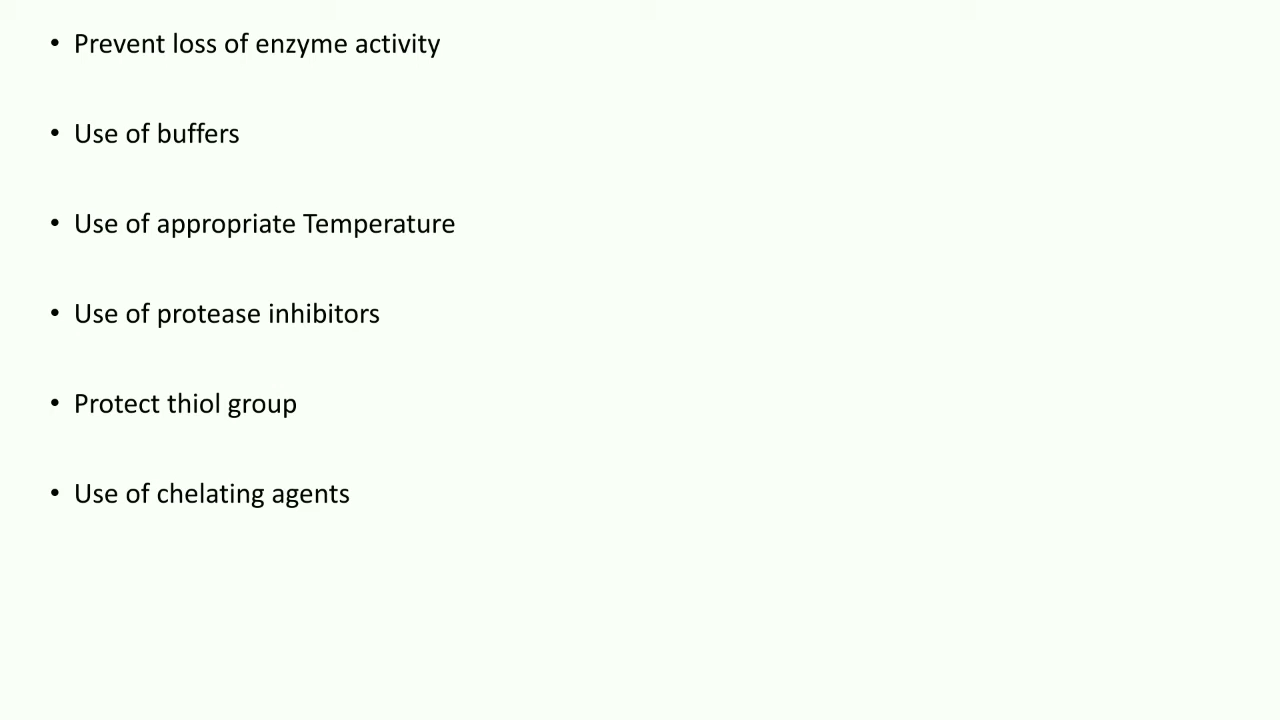 • Prevent loss of enzyme activity
• Use of buffers
• Use of appropriate Temperature
• Use of protease inhibitors
• Protect thiol group
• Use of chelating agents